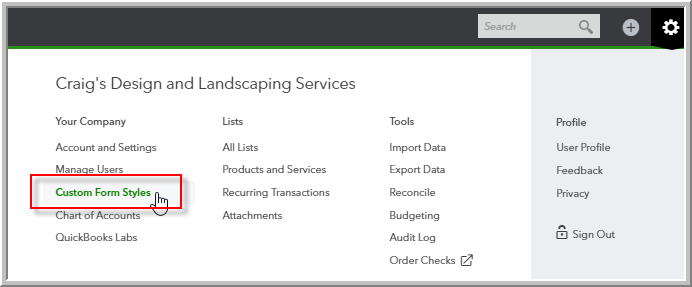 Search
Craig's Design and Landscaping Services
Your Company
Account and Settings
Manage Users
Custom Form Styles
Chart of Accounts
QuickBooks Labs
Lists
All Lists
Products and Services
Recurring Transactions
Attachments
Tools
Import Data
Export Data
Reconcile
Budgeting
Audit Log
Order Checks
Profile
User Profile
Feedback
Privacy
Sign Out